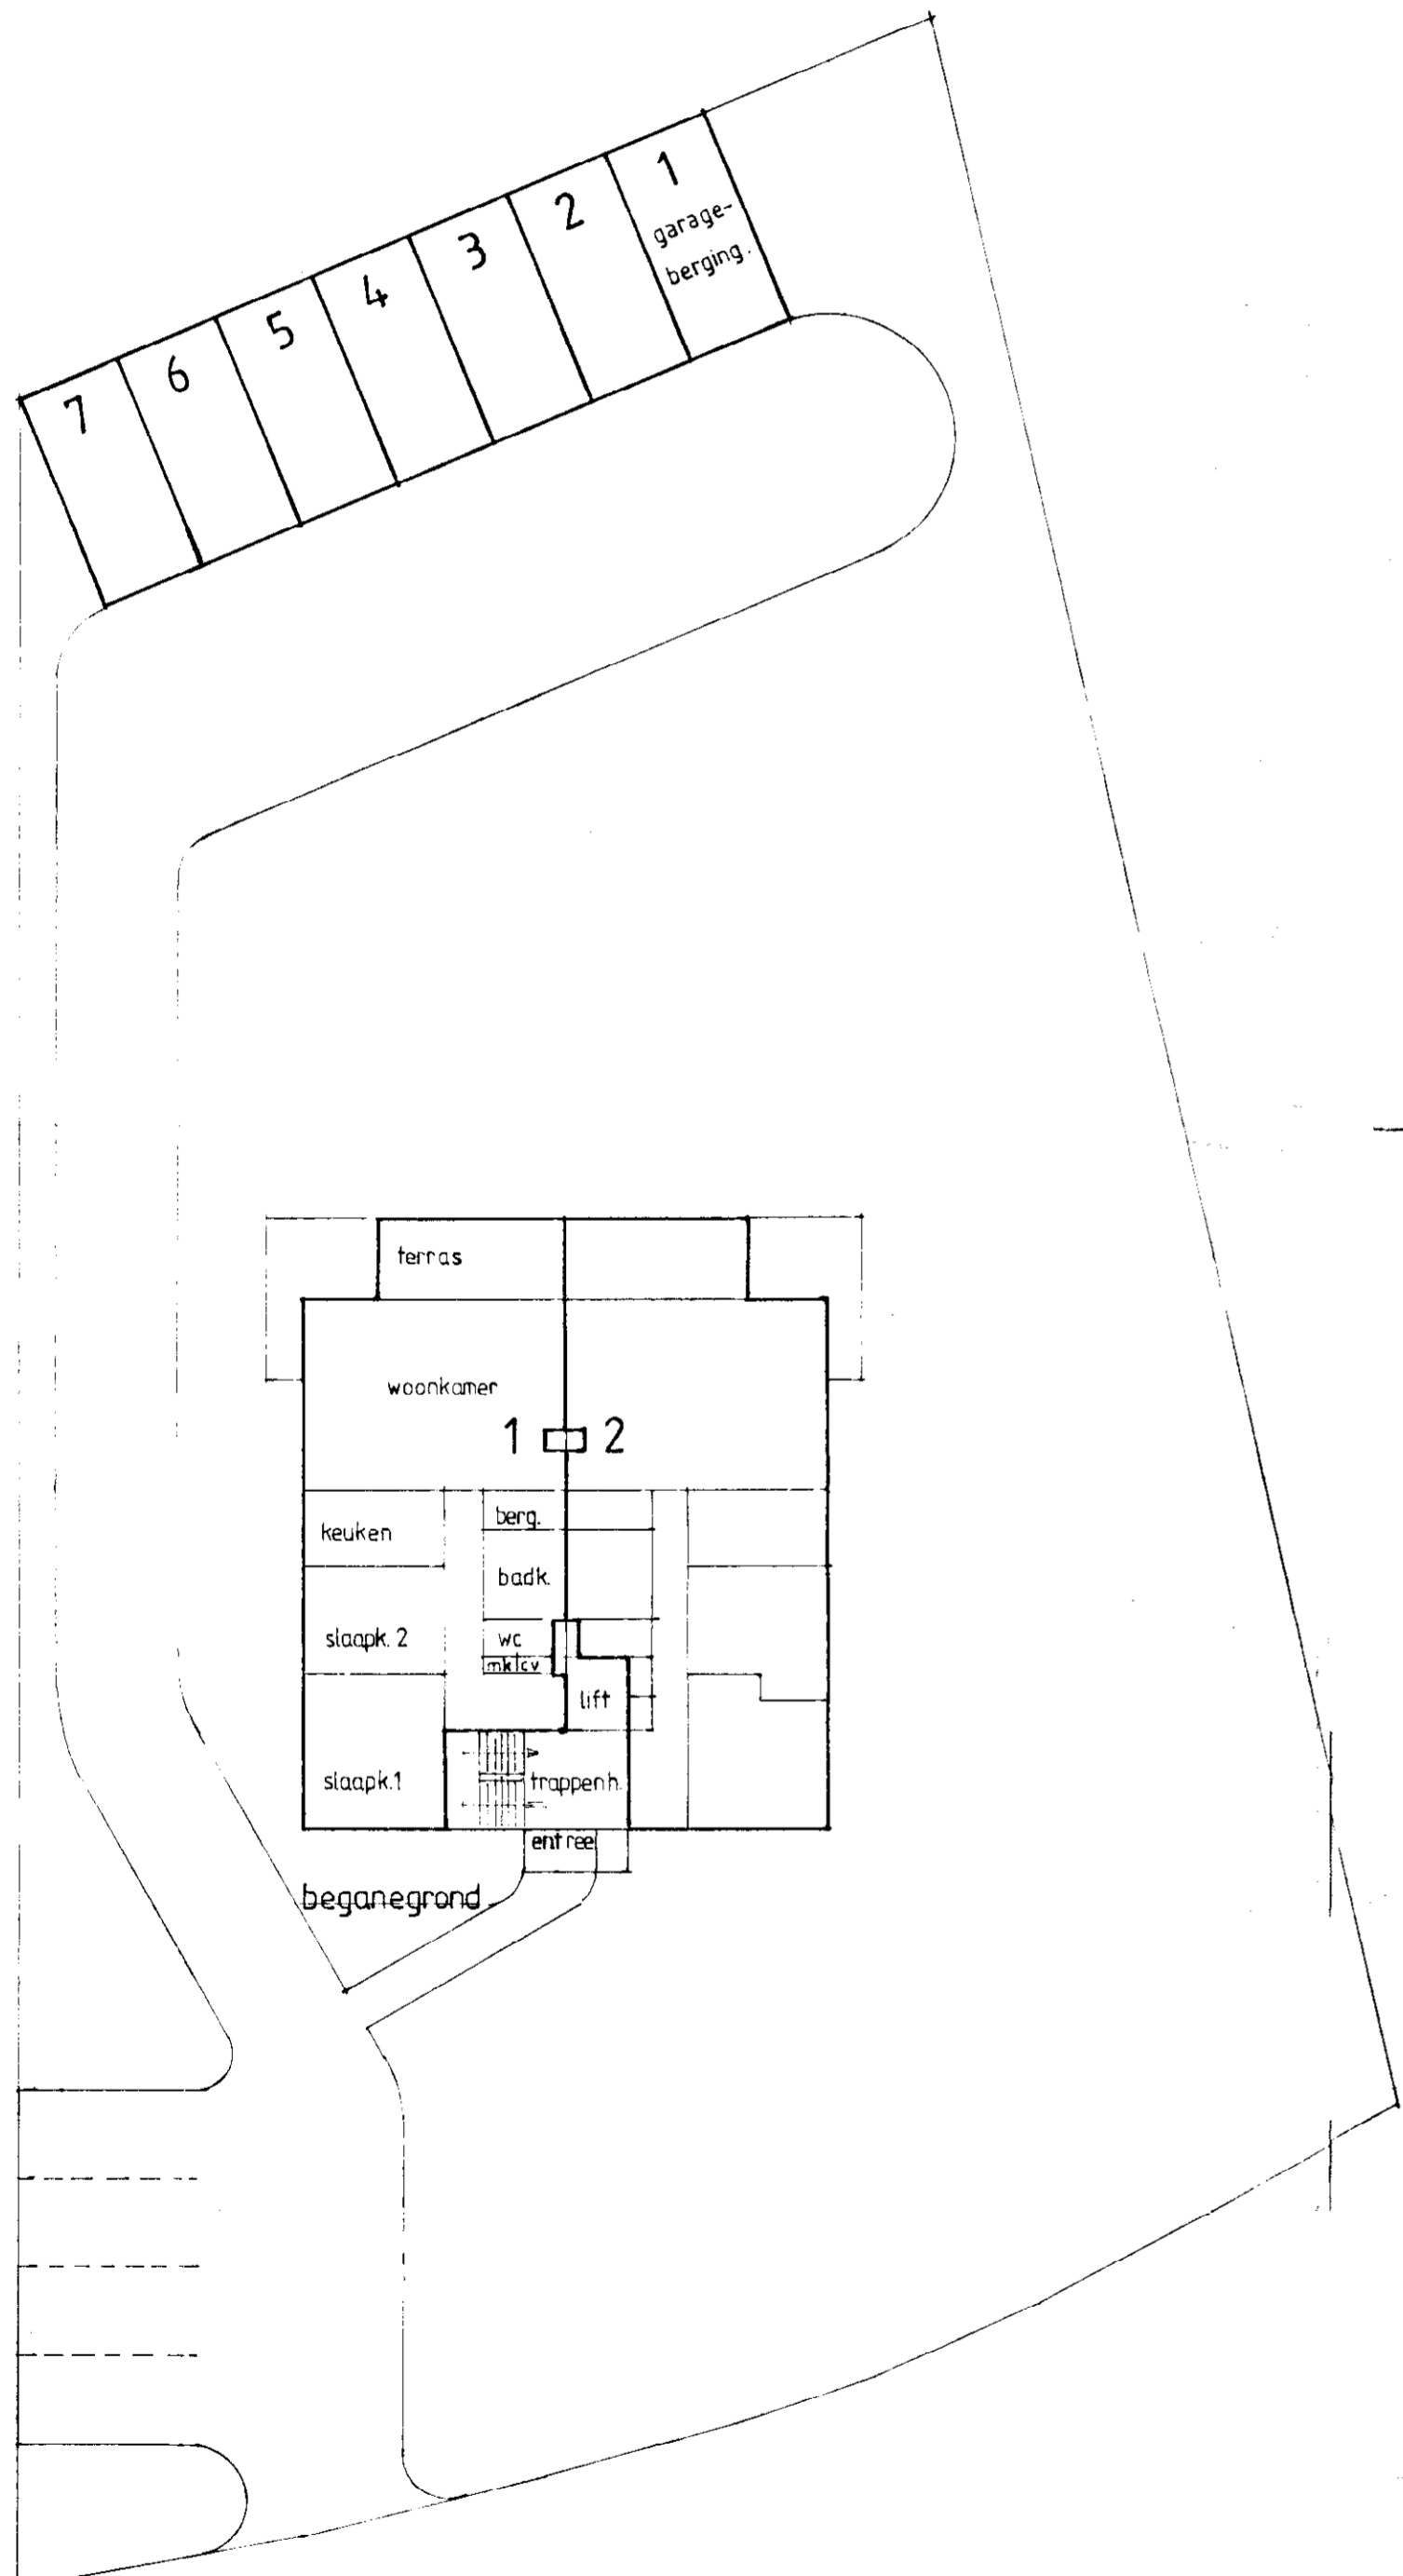 1
garage-
berging.
2
3
4
5
6
7
terras
woonkamer
1 2
keuken
berg.
badk.
slaapk. 2
wc
mk cv
lift
slaapk.1
trappenh.
entree
beganegrond